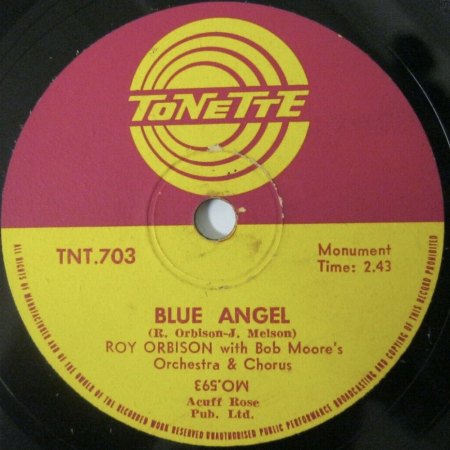 TONETTE
TNT.703
Monument
Time: 2.43
BLUE ANGEL
(R. Orbison-J. Melson)
ROY ORBISON with Bob Moore's
Orchestra & Chorus
MO.593
Acuff Rose
Pub. Ltd.
ALL RIGHTS OF MANUFACTURER AND OF THE OWNER OF THE RECORDED WORK RESERVED UNAUTHORISED PUBLIC PERFORMANCE BROADCASTING AND COPYING OF THIS RECORD PROHIBITED